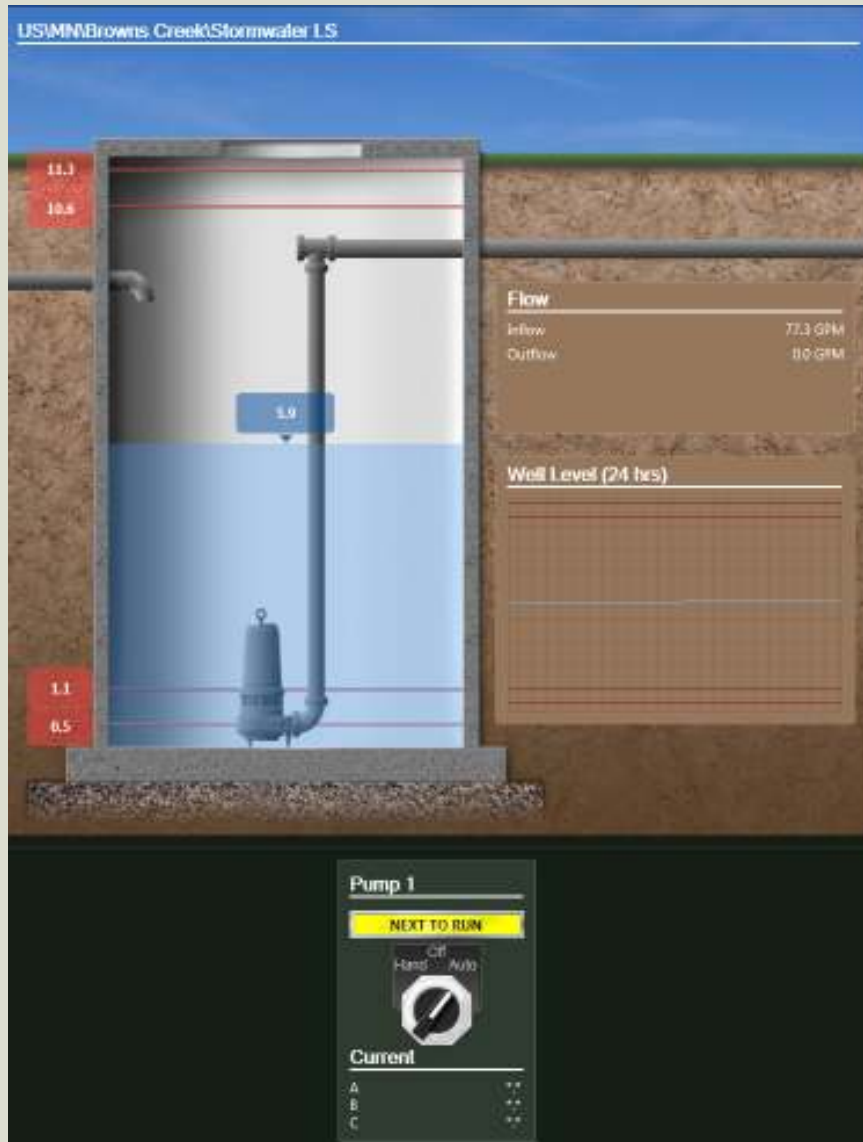 US\MN\Browns Creek\Stormwater LS
11.3
10.6
Flow
Inflow 77.3 GPM
Outflow 0.0 GPM
5.9
Well Level (24 hrs)
1.1
0.5
Pump 1
NEXT TO RUN
Off
Hand Auto
Current
A *.*
B *.*
C *.*